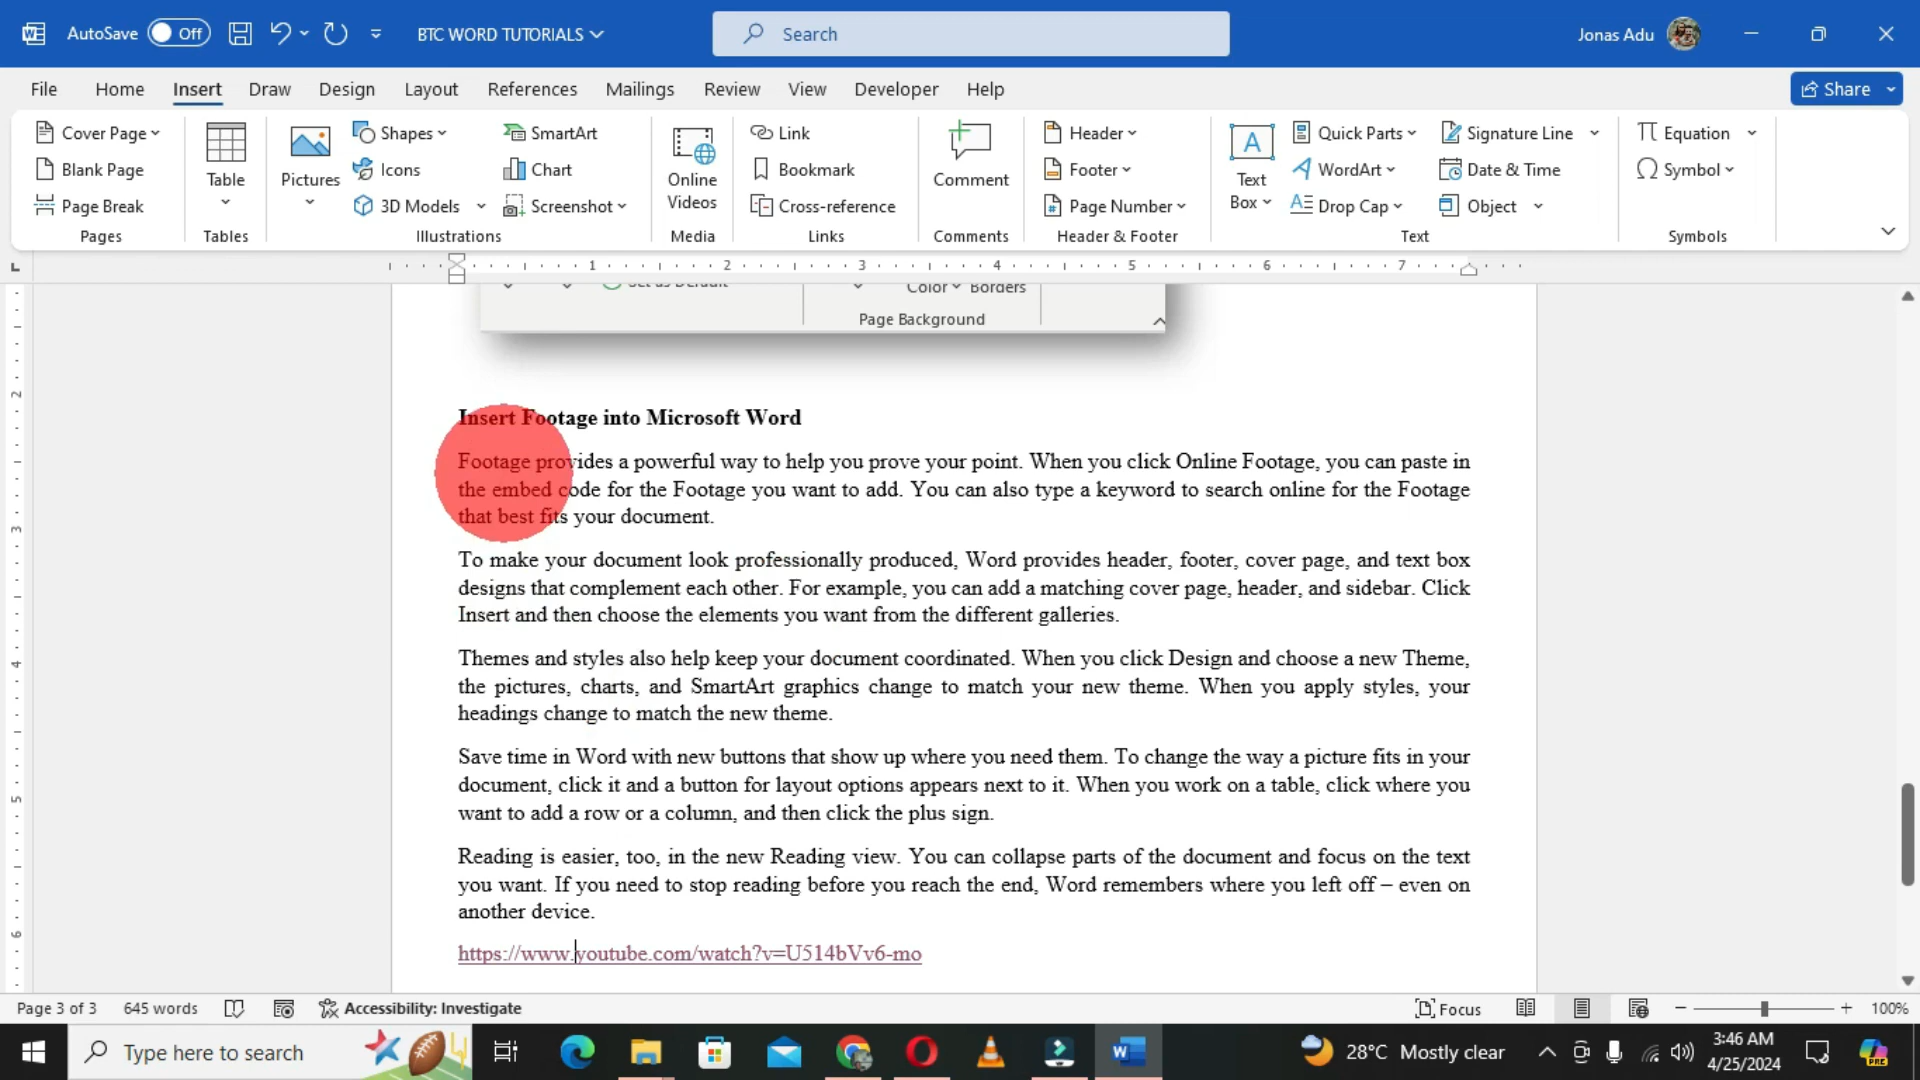 AutoSave Off BTC WORD TUTORIALS Search Jonas Adu
File Home Insert Draw Design Layout References Mailings Review View Developer Help Share
Cover Page Shapes SmartArt Link Header Quick Parts Signature Line Equation
Blank Page Icons Chart Bookmark Footer WordArt Date & Time Symbol
Table Pictures Online Videos Comment Text Box
Page Break 3D Models Screenshot Cross-reference Page Number Drop Cap Object
Pages Tables Illustrations Media Links Comments Header & Footer Text Symbols
1 2 3 4 5 6 7
Set as Default Color Borders
Page Background
Insert Footage into Microsoft Word
Footage provides a powerful way to help you prove your point. When you click Online Footage, you can paste in
the embed code for the Footage you want to add. You can also type a keyword to search online for the Footage
that best fits your document.
To make your document look professionally produced, Word provides header, footer, cover page, and text box
designs that complement each other. For example, you can add a matching cover page, header, and sidebar. Click
Insert and then choose the elements you want from the different galleries.
Themes and styles also help keep your document coordinated. When you click Design and choose a new Theme,
the pictures, charts, and SmartArt graphics change to match your new theme. When you apply styles, your
headings change to match the new theme.
Save time in Word with new buttons that show up where you need them. To change the way a picture fits in your
document, click it and a button for layout options appears next to it. When you work on a table, click where you
want to add a row or a column, and then click the plus sign.
Reading is easier, too, in the new Reading view. You can collapse parts of the document and focus on the text
you want. If you need to stop reading before you reach the end, Word remembers where you left off – even on
another device.
https://www.youtube.com/watch?v=U514bVv6-mo
2
3
4
5
6
Page 3 of 3 645 words Accessibility: Investigate Focus 100%
Type here to search 28°C Mostly clear 3:46 AM
4/25/2024
PRE